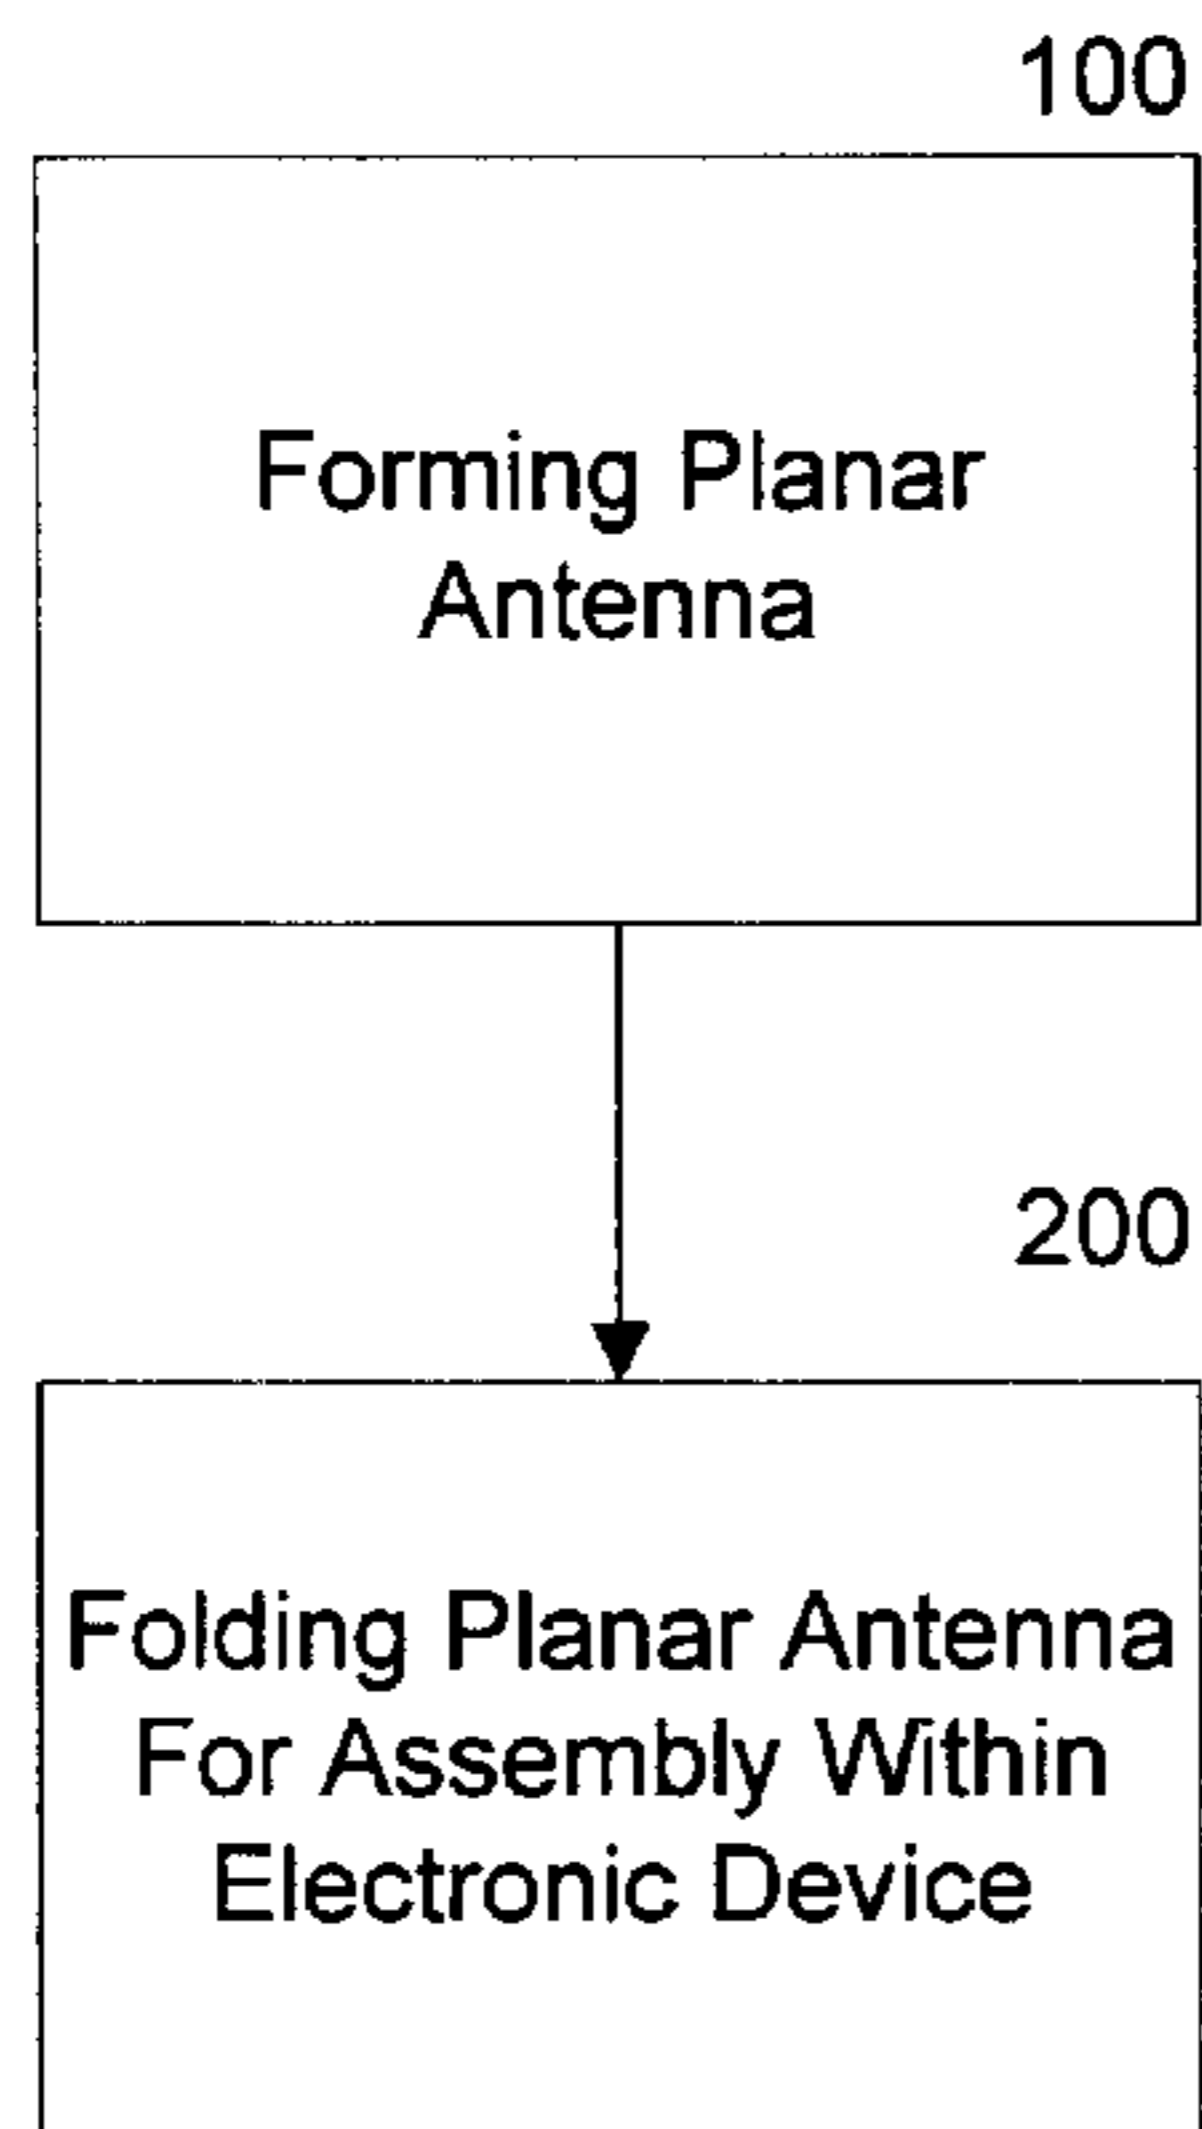 100
Forming Planar
Antenna
200
Folding Planar Antenna
For Assembly Within
Electronic Device